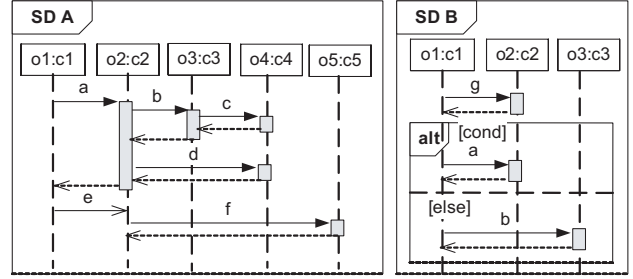 SD A
o1:c1 o2:c2 o3:c3 o4:c4 o5:c5
a
b
c
d
e
f
SD B
o1:c1 o2:c2 o3:c3
g
alt [cond]
a
[else]
b